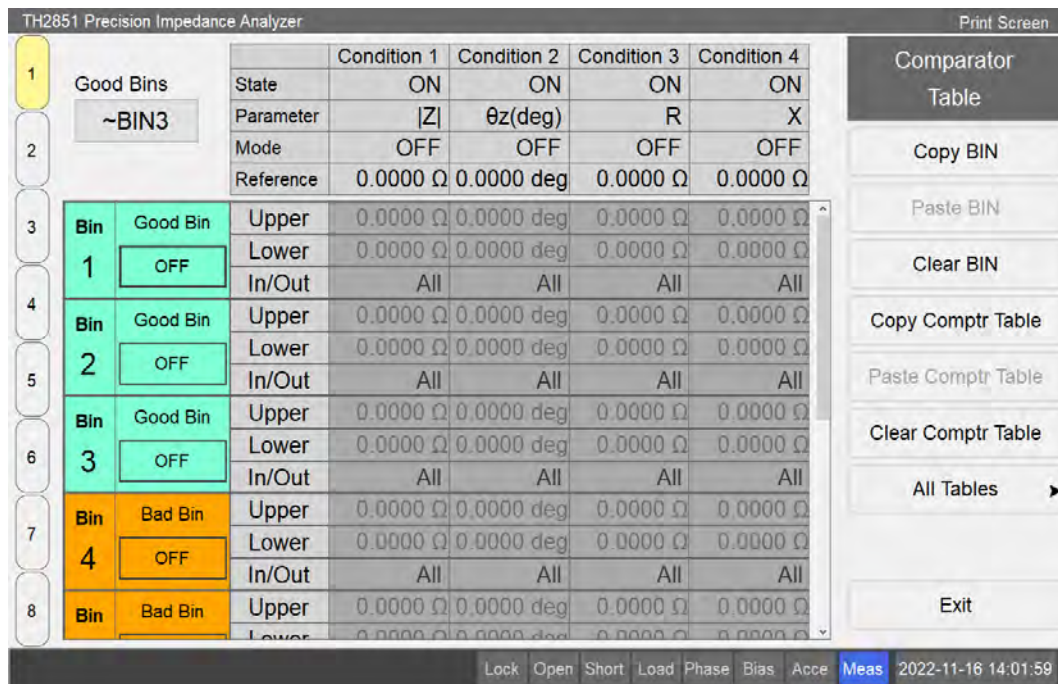 TH2851 Precision Impedance Analyzer Print Screen
1
2
3
4
5
6
7
8
Good Bins
~BIN3
Condition 1 Condition 2 Condition 3 Condition 4
State ON ON ON ON
Parameter |Z| θz(deg) R X
Mode OFF OFF OFF OFF
Reference 0.0000 Ω 0.0000 deg 0.0000 Ω 0.0000 Ω
Bin 1 Good Bin OFF
Upper 0.0000 Ω 0.0000 deg 0.0000 Ω 0.0000 Ω
Lower 0.0000 Ω 0.0000 deg 0.0000 Ω 0.0000 Ω
In/Out All All All All
Bin 2 Good Bin OFF
Upper 0.0000 Ω 0.0000 deg 0.0000 Ω 0.0000 Ω
Lower 0.0000 Ω 0.0000 deg 0.0000 Ω 0.0000 Ω
In/Out All All All All
Bin 3 Good Bin OFF
Upper 0.0000 Ω 0.0000 deg 0.0000 Ω 0.0000 Ω
Lower 0.0000 Ω 0.0000 deg 0.0000 Ω 0.0000 Ω
In/Out All All All All
Bin 4 Bad Bin OFF
Upper 0.0000 Ω 0.0000 deg 0.0000 Ω 0.0000 Ω
Lower 0.0000 Ω 0.0000 deg 0.0000 Ω 0.0000 Ω
In/Out All All All All
Bin Bad Bin
Upper 0.0000 Ω 0.0000 deg 0.0000 Ω 0.0000 Ω
Lower 0.0000 Ω 0.0000 deg 0.0000 Ω 0.0000 Ω
Comparator
Table
Copy BIN
Paste BIN
Clear BIN
Copy Comptr Table
Paste Comptr Table
Clear Comptr Table
All Tables
Exit
Lock Open Short Load Phase Bias Acce Meas 2022-11-16 14:01:59